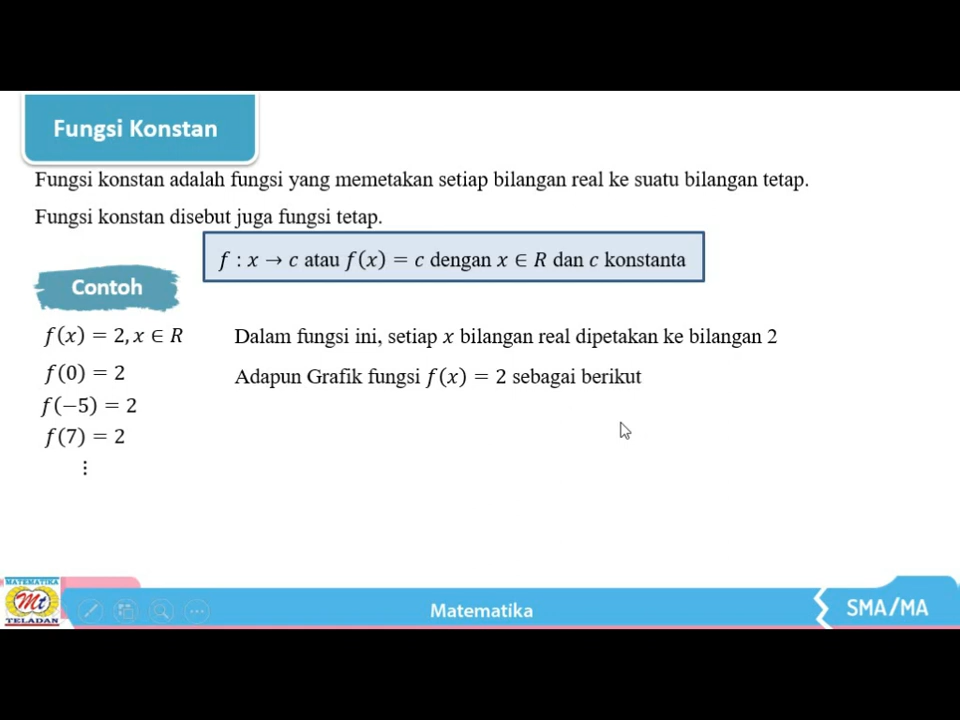 Fungsi Konstan
Fungsi konstan adalah fungsi yang memetakan setiap bilangan real ke suatu bilangan tetap.
Fungsi konstan disebut juga fungsi tetap.
f : x → c atau f(x) = c dengan x ∈ R dan c konstanta
Contoh
f(x) = 2, x ∈ R
Dalam fungsi ini, setiap x bilangan real dipetakan ke bilangan 2
f(0) = 2
Adapun Grafik fungsi f(x) = 2 sebagai berikut
f(−5) = 2
f(7) = 2
⋮
MATEMATIKA
Mt
TELADAN
Matematika
SMA/MA